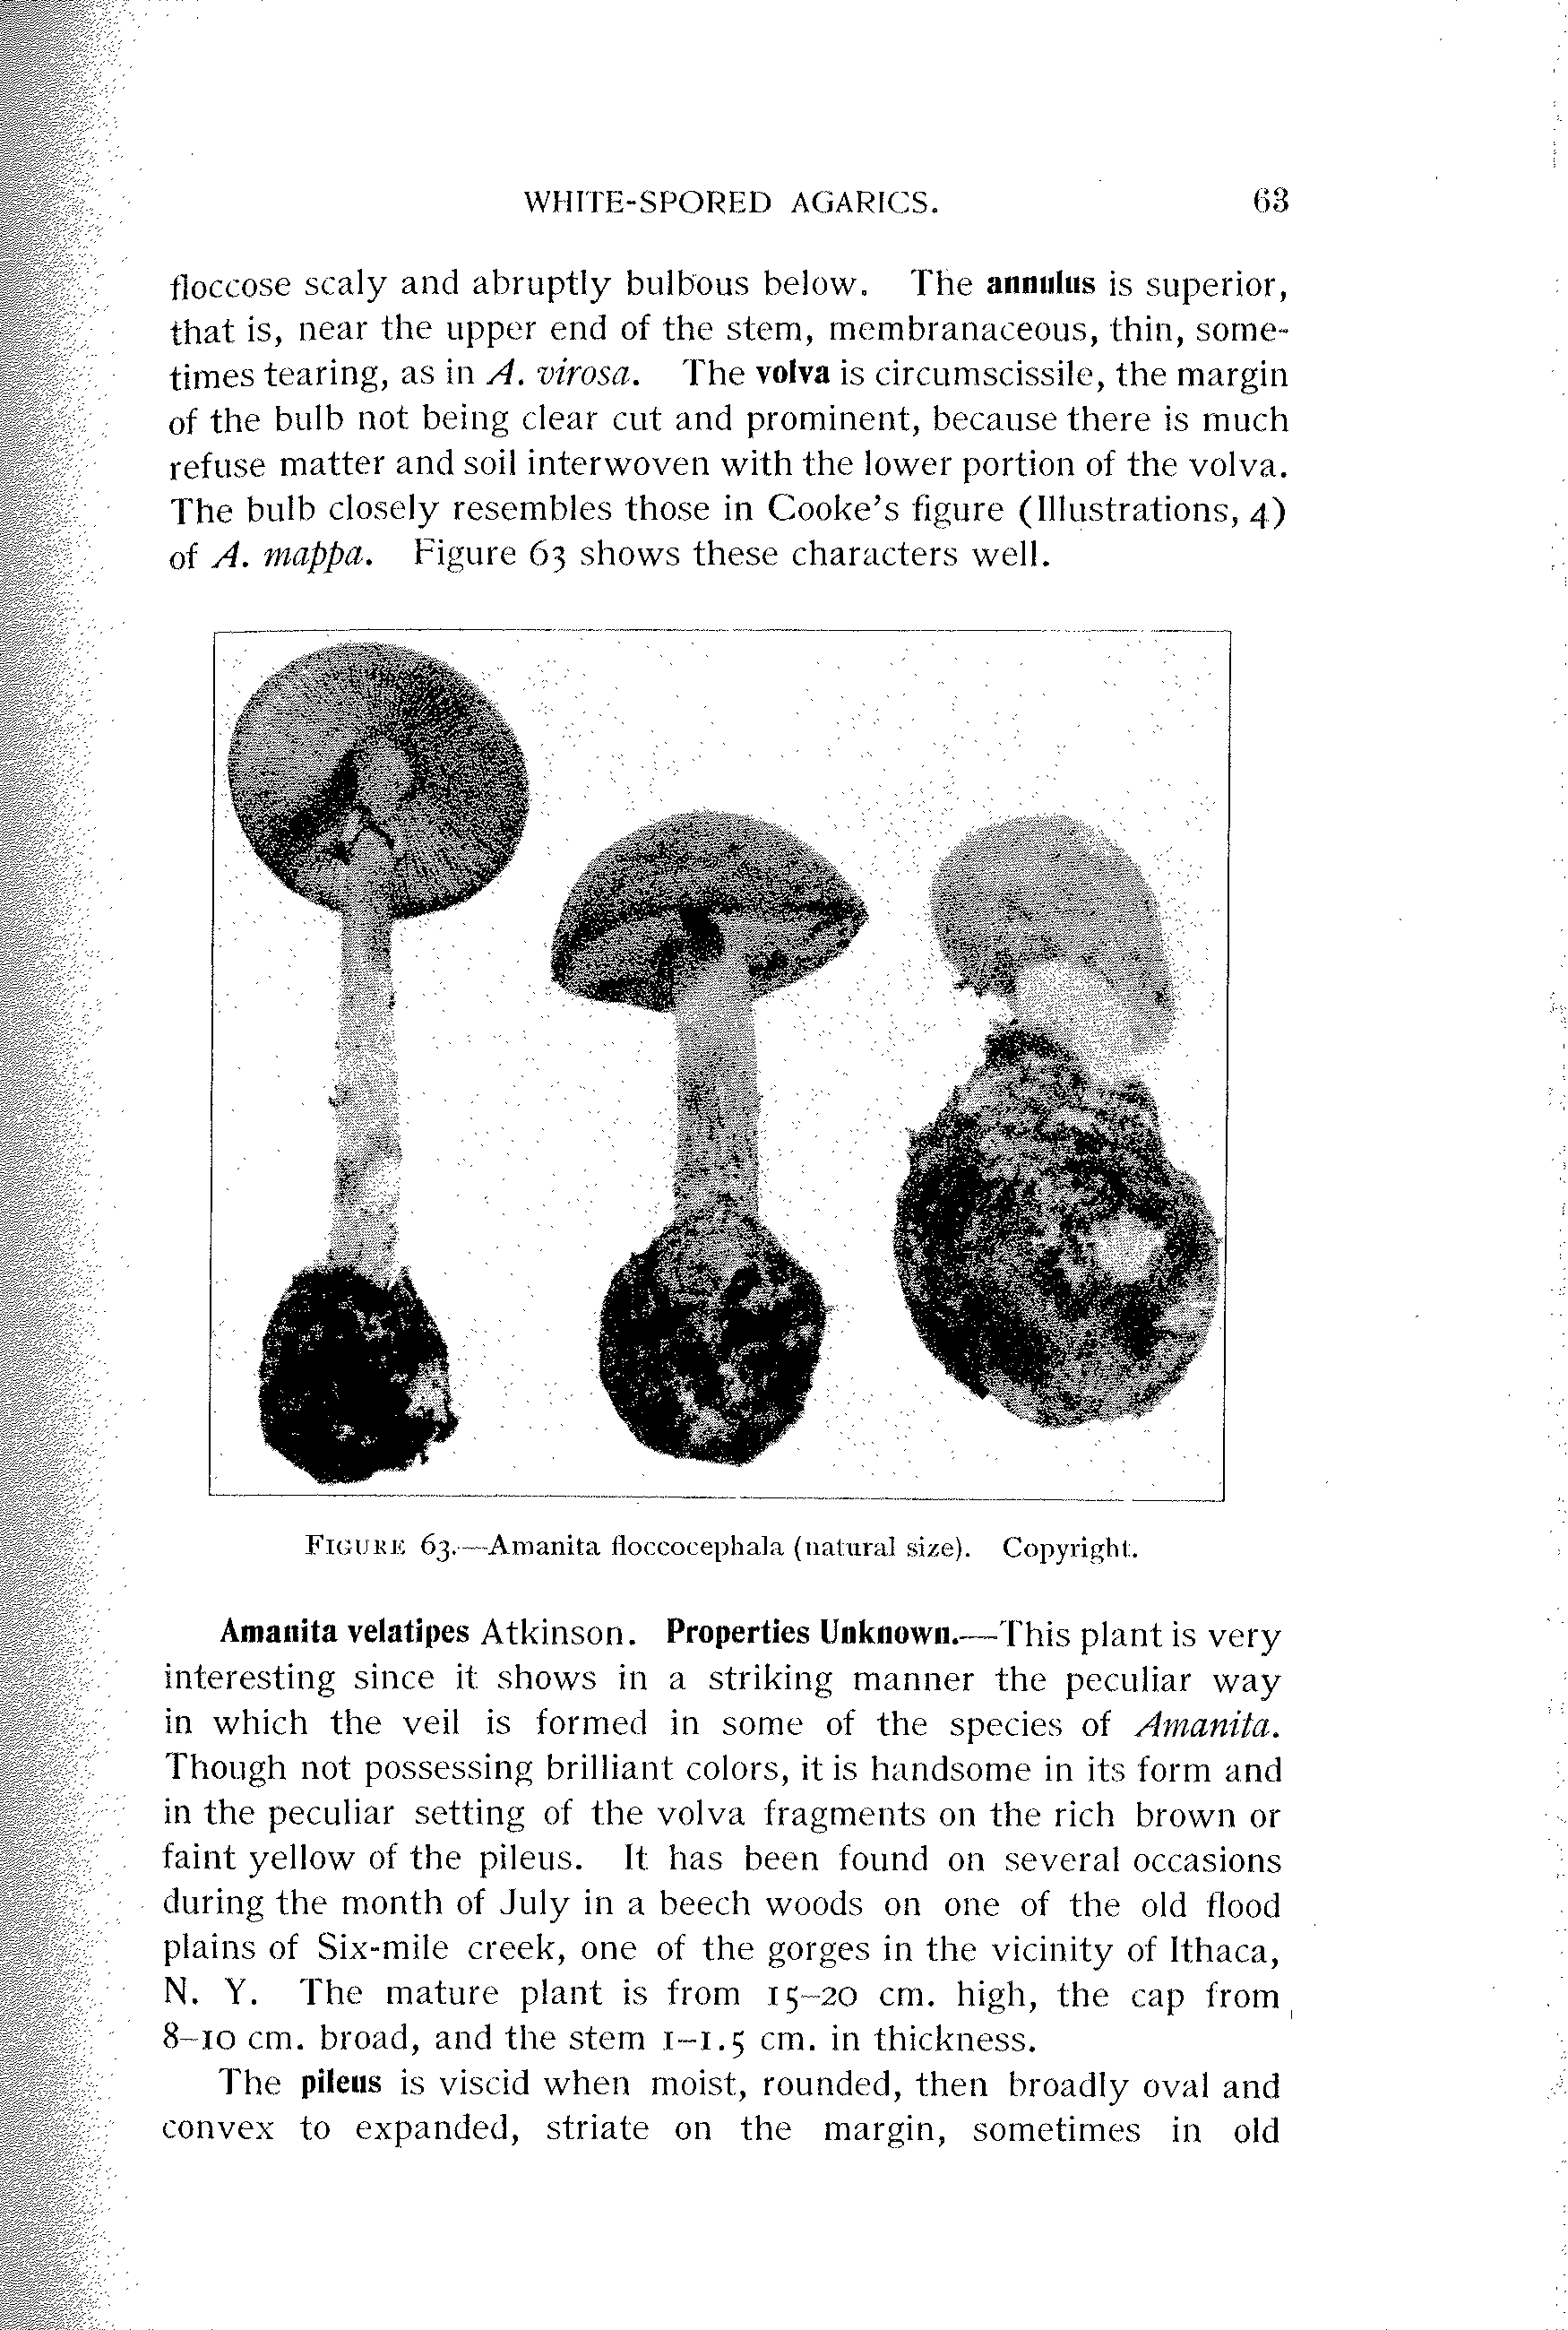 WHITE-SPORED AGARICS. 63
floccose scaly and abruptly bulbous below. The annulus is superior,
that is, near the upper end of the stem, membranaceous, thin, some-
times tearing, as in A. virosa. The volva is circumscissile, the margin
of the bulb not being clear cut and prominent, because there is much
refuse matter and soil interwoven with the lower portion of the volva.
The bulb closely resembles those in Cooke's figure (Illustrations, 4)
of A. mappa. Figure 63 shows these characters well.
FIGURE 63.—Amanita floccocephala (natural size). Copyright.
Amanita velatipes Atkinson. Properties Unknown.—This plant is very
interesting since it shows in a striking manner the peculiar way
in which the veil is formed in some of the species of Amanita.
Though not possessing brilliant colors, it is handsome in its form and
in the peculiar setting of the volva fragments on the rich brown or
faint yellow of the pileus. It has been found on several occasions
during the month of July in a beech woods on one of the old flood
plains of Six-mile creek, one of the gorges in the vicinity of Ithaca,
N. Y. The mature plant is from 15–20 cm. high, the cap from
8–10 cm. broad, and the stem 1–1.5 cm. in thickness.
The pileus is viscid when moist, rounded, then broadly oval and
convex to expanded, striate on the margin, sometimes in old